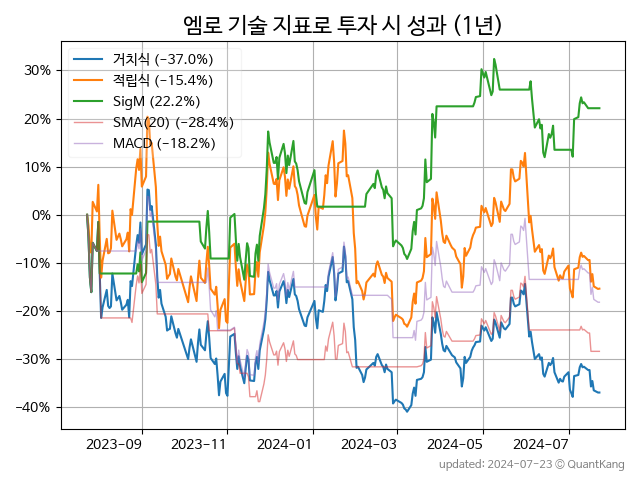 엠로 기술 지표로 투자 시 성과 (1년)
거치식 (−37.0%)
적립식 (−15.4%)
SigM (22.2%)
SMA(20) (−28.4%)
MACD (−18.2%)
30%
20%
10%
0%
−10%
−20%
−30%
−40%
2023-09 2023-11 2024-01 2024-03 2024-05 2024-07
updated: 2024-07-23 ⓒ QuantKang